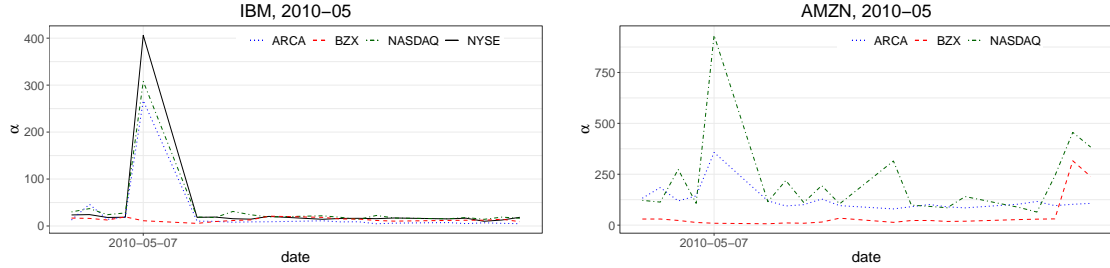 IBM, 2010−05
ARCA BZX NASDAQ NYSE
400
300
200
100
0
α
2010−05−07
date
AMZN, 2010−05
ARCA BZX NASDAQ
750
500
250
0
α
2010−05−07
date